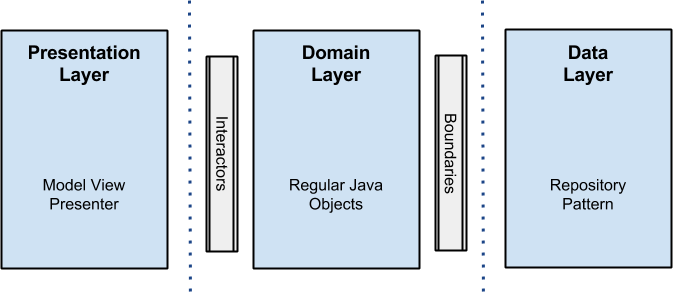 Presentation
Layer
Model View
Presenter
Interactors
Domain
Layer
Regular Java
Objects
Boundaries
Data
Layer
Repository
Pattern